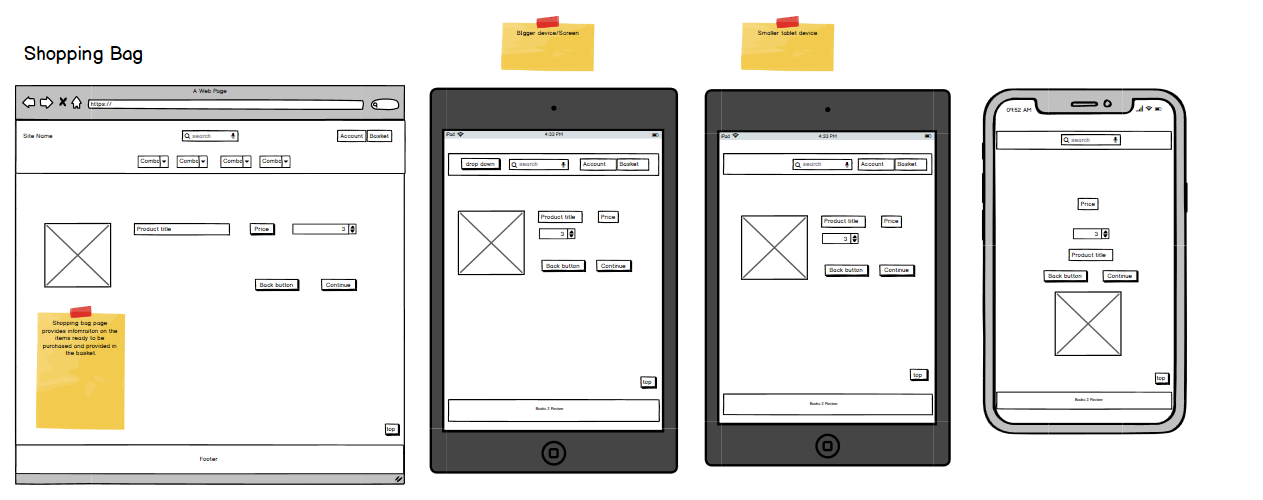 Shopping Bag
Bigger device/Screen
Smaller tablet device
A Web Page
https://
Site Name
search
Account
Basket
Combo
Combo
Combo
Combo
Product title
Price
3
Back button
Continue
Shopping bag page
provides infomraiton on the
items ready to be
purchased and provided in
the basket.
top
Footer
iPad
4:33 PM
drop down
search
Account
Basket
Product title
Price
3
Back button
Continue
top
Books 2 Review
iPad
4:33 PM
search
Account
Basket
Product title
Price
3
Back button
Continue
top
Books 2 Review
09:52 AM
search
Price
3
Product title
Back button
Continue
top
Books 2 Review